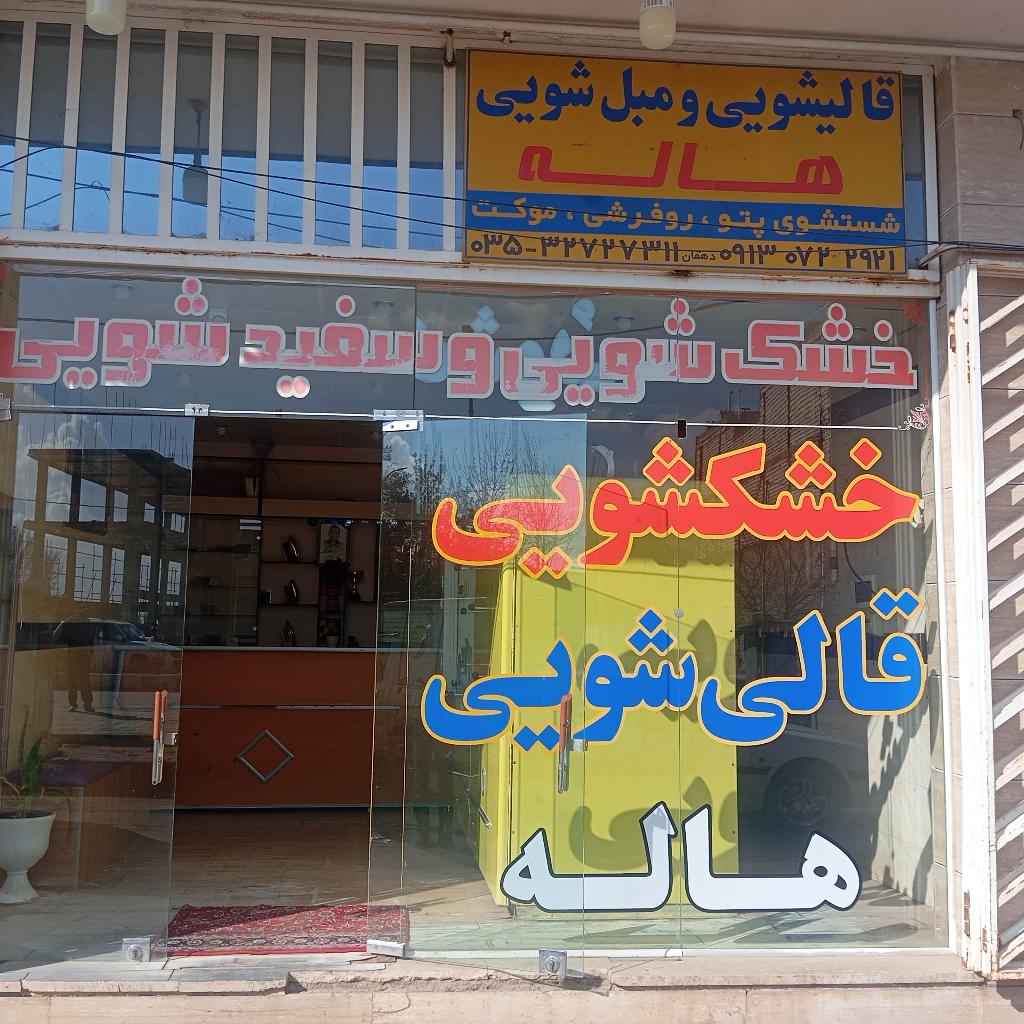 قالیشویی و مبل شویی
هاله
شستشوی پتو ، روفرشی ، موکت
۰۳۵-۳۲۷۲۷۳۱۱ دهقان ۰۹۱۳ ۰۷۲ ۲۹۲۱
خشک شویی و سفید شویی
خشکشویی
قالی شویی
هاله